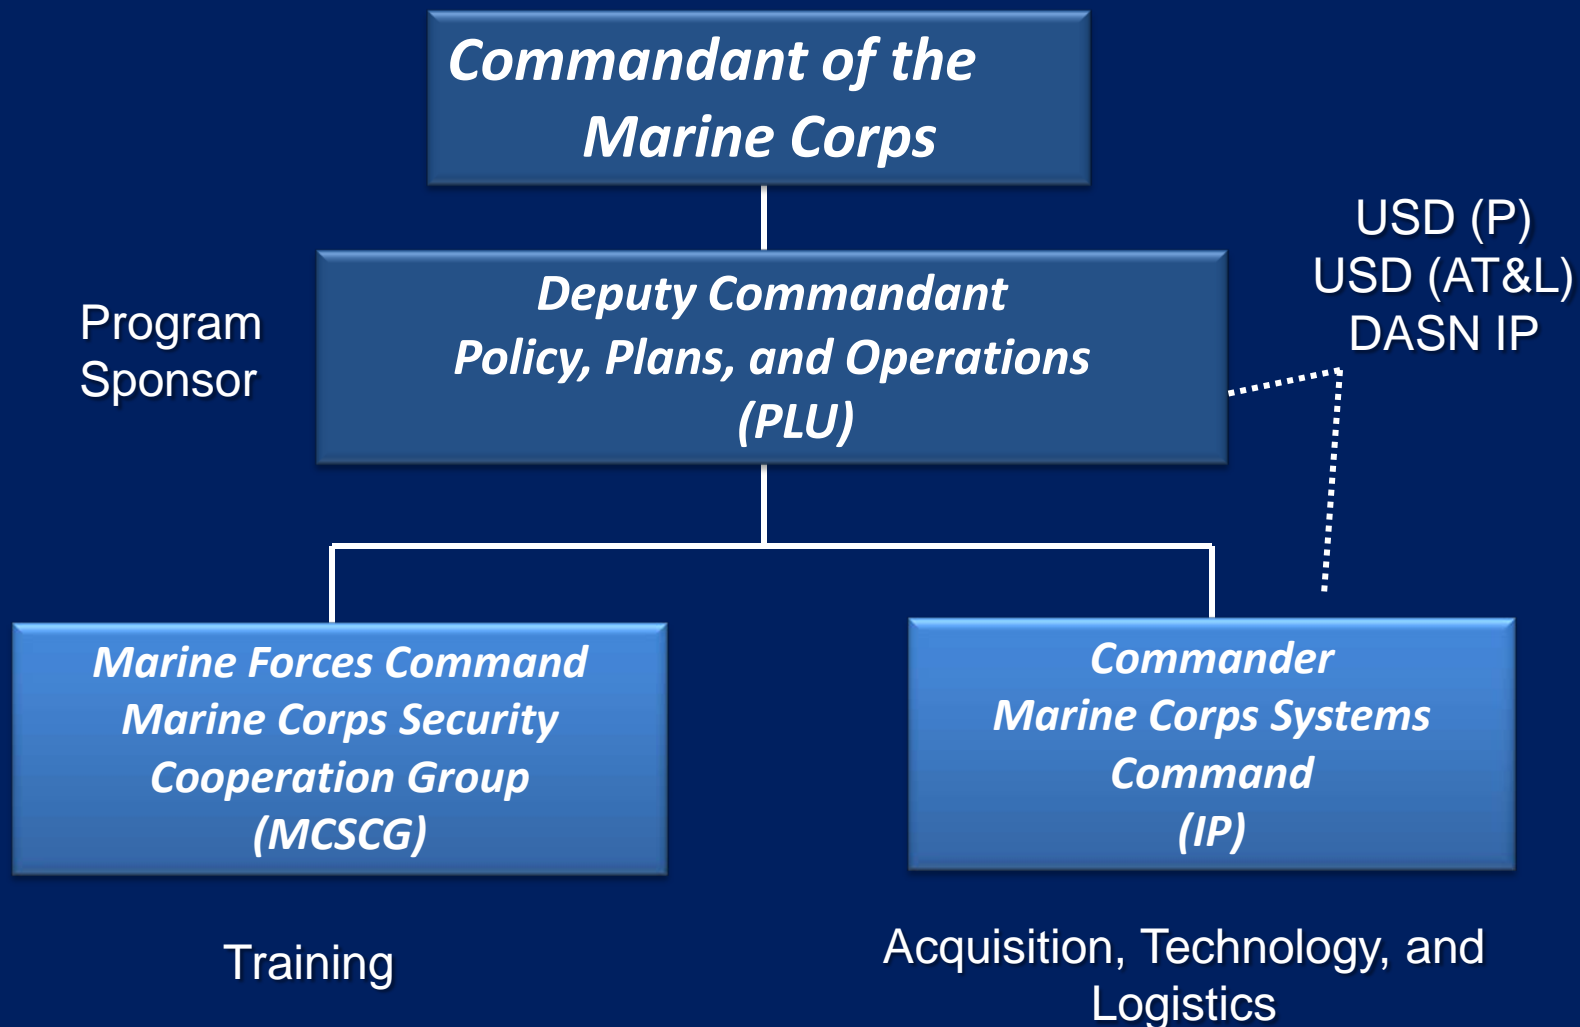 Commandant of the
Marine Corps
USD (P)
USD (AT&L)
DASN IP
Program
Sponsor
Deputy Commandant
Policy, Plans, and Operations
(PLU)
Marine Forces Command
Marine Corps Security
Cooperation Group
(MCSCG)
Commander
Marine Corps Systems
Command
(IP)
Training
Acquisition, Technology, and
Logistics